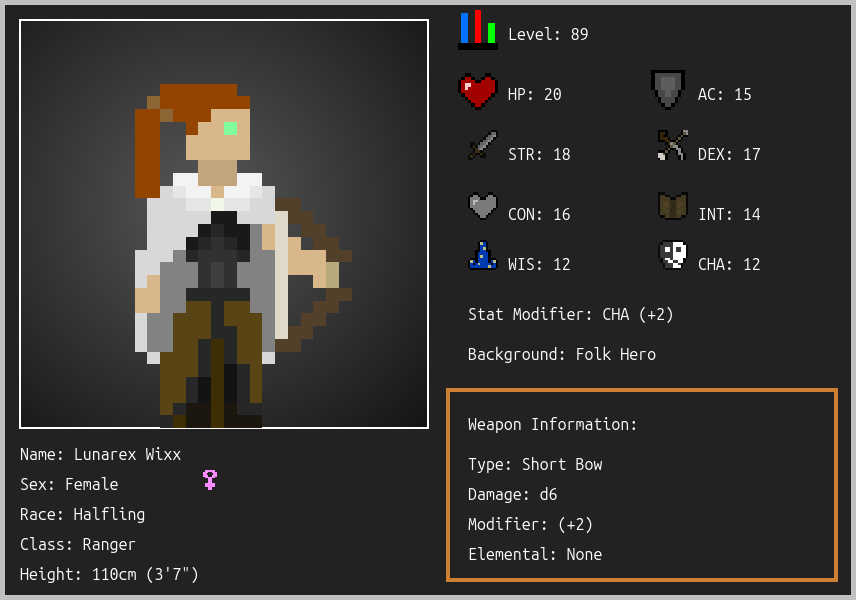 Level: 89
HP: 20
AC: 15
STR: 18
DEX: 17
CON: 16
INT: 14
WIS: 12
CHA: 12
Stat Modifier: CHA (+2)
Background: Folk Hero
Weapon Information:
Type: Short Bow
Damage: d6
Modifier: (+2)
Elemental: None
Name: Lunarex Wixx
Sex: Female
Race: Halfling
Class: Ranger
Height: 110cm (3'7")